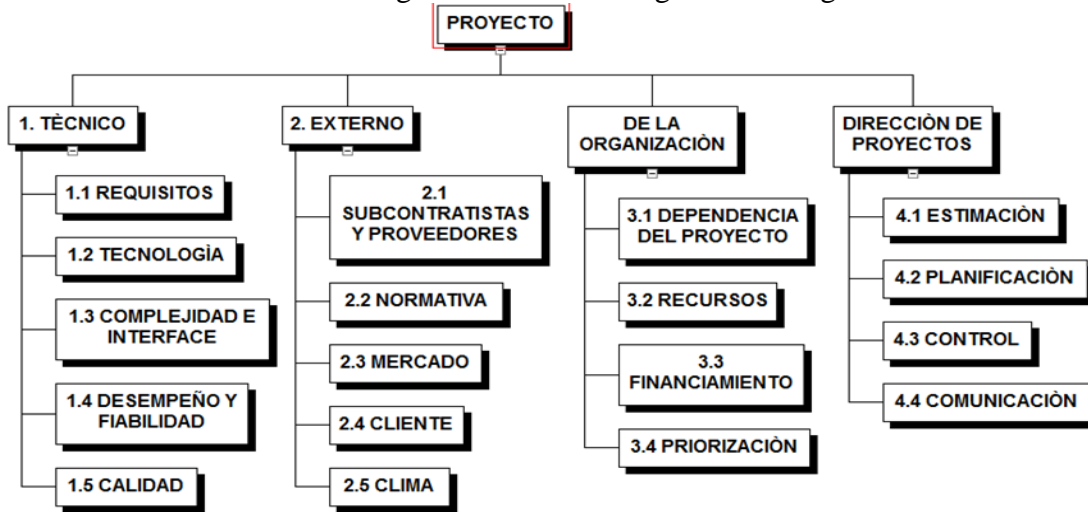 PROYECTO
1. TÈCNICO
2. EXTERNO
DE LA
ORGANIZACIÒN
DIRECCIÒN DE
PROYECTOS
1.1 REQUISITOS
1.2 TECNOLOGÌA
1.3 COMPLEJIDAD E
INTERFACE
1.4 DESEMPEÑO Y
FIABILIDAD
1.5 CALIDAD
2.1
SUBCONTRATISTAS
Y PROVEEDORES
2.2 NORMATIVA
2.3 MERCADO
2.4 CLIENTE
2.5 CLIMA
3.1 DEPENDENCIA
DEL PROYECTO
3.2 RECURSOS
3.3
FINANCIAMIENTO
3.4 PRIORIZACIÒN
4.1 ESTIMACIÒN
4.2 PLANIFICACIÒN
4.3 CONTROL
4.4 COMUNICACIÒN